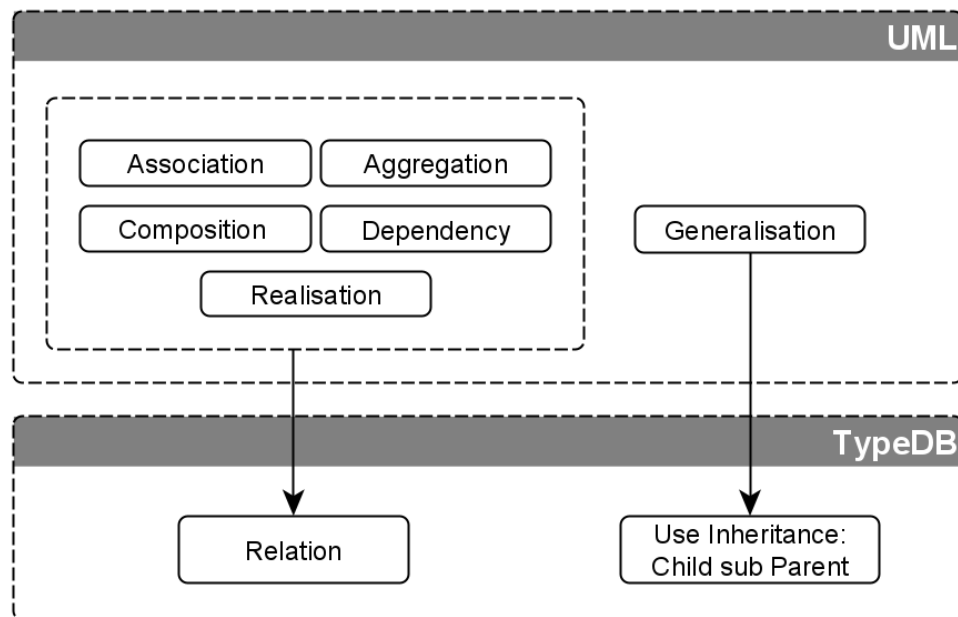 UML
Association
Aggregation
Composition
Dependency
Generalisation
Realisation
TypeDB
Relation
Use Inheritance:
Child sub Parent